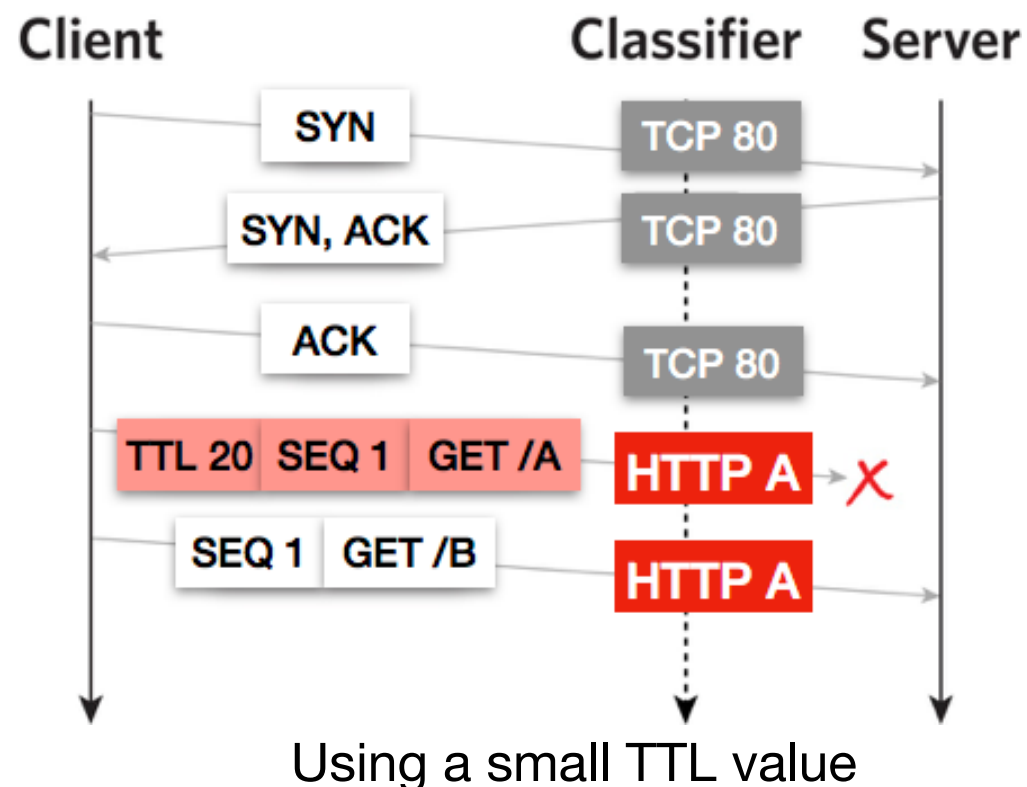 Client Classifier Server
SYN TCP 80
SYN, ACK TCP 80
ACK TCP 80
TTL 20 SEQ 1 GET /A HTTP A X
SEQ 1 GET /B HTTP A
Using a small TTL value